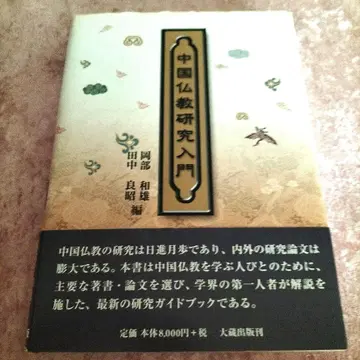 中国仏教研究入門
岡部 和雄
田中 良昭 編
中国仏教の研究は日進月歩であり、内外の研究論文は
膨大である。本書は中国仏教を学ぶ人びとのために、
主要な著書・論文を選び、学界の第一人者が解説を
施した、最新の研究ガイドブックである。
定価 本体8,000円+税 大蔵出版刊